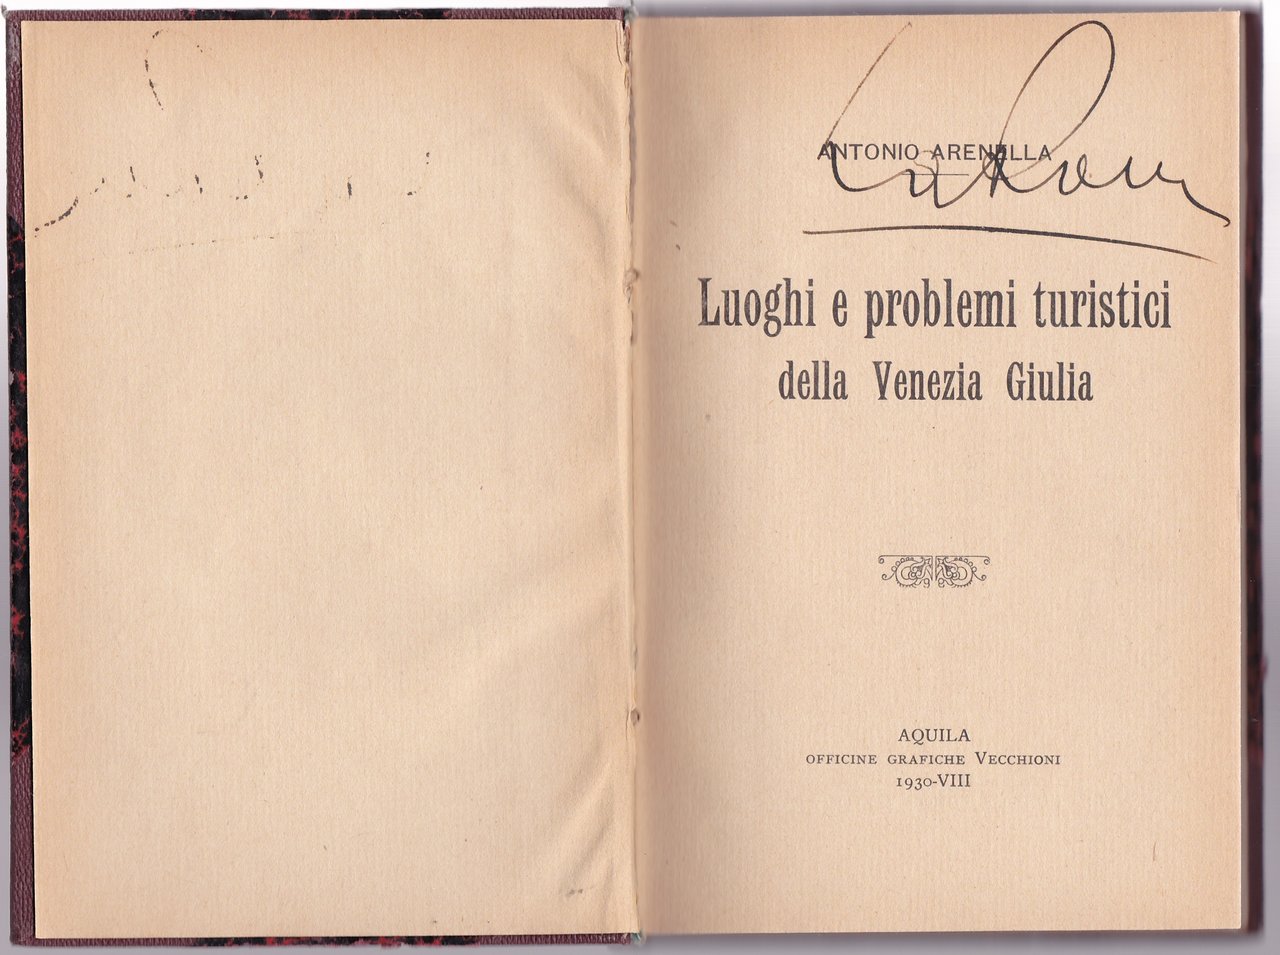 ANTONIO ARENELLA
Luoghi e problemi turistici
della Venezia Giulia
AQUILA
OFFICINE GRAFICHE VECCHIONI
1930-VIII